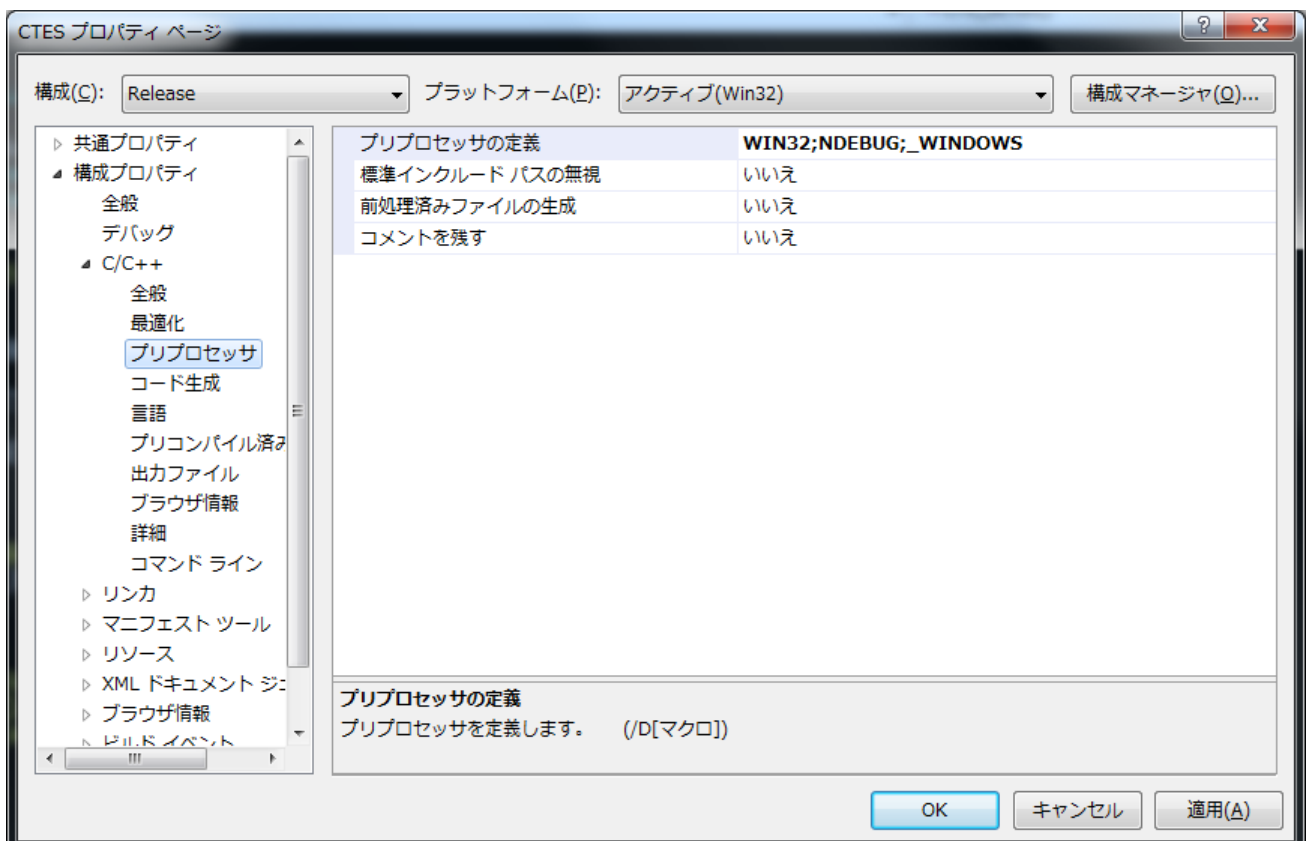 CTES プロパティ ページ
構成(C): Release プラットフォーム(P): アクティブ(Win32) 構成マネージャ(O)...
共通プロパティ
構成プロパティ
全般
デバッグ
C/C++
全般
最適化
プリプロセッサ
コード生成
言語
プリコンパイル済み
出力ファイル
ブラウザ情報
詳細
コマンド ライン
リンカ
マニフェスト ツール
リソース
XML ドキュメント ジェ
ブラウザ情報
ビルド イベント
プリプロセッサの定義 WIN32;NDEBUG;_WINDOWS
標準インクルード パスの無視 いいえ
前処理済みファイルの生成 いいえ
コメントを残す いいえ
プリプロセッサの定義
プリプロセッサを定義します。 (/D[マクロ])
OK キャンセル 適用(A)